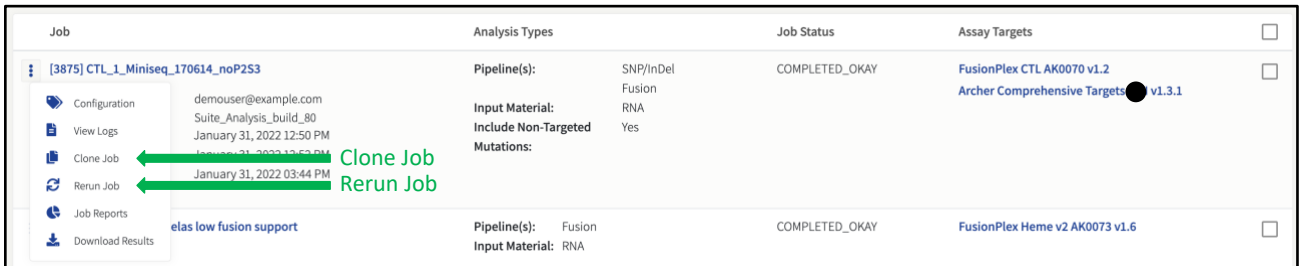 Job Analysis Types Job Status Assay Targets
[3875] CTL_1_Miniseq_170614_noP2S3 Pipeline(s): SNP/InDel COMPLETED_OKAY FusionPlex CTL AK0070 v1.2
Fusion Archer Comprehensive Targets v1.3.1
Configuration demouser@example.com
Suite_Analysis_build_80 Input Material: RNA
View Logs January 31, 2022 12:50 PM Include Non-Targeted Yes
Mutations:
Clone Job Clone Job
Rerun Job January 31, 2022 03:44 PM Rerun Job
Job Reports
elas low fusion support Pipeline(s): Fusion COMPLETED_OKAY FusionPlex Heme v2 AK0073 v1.6
Download Results Input Material: RNA